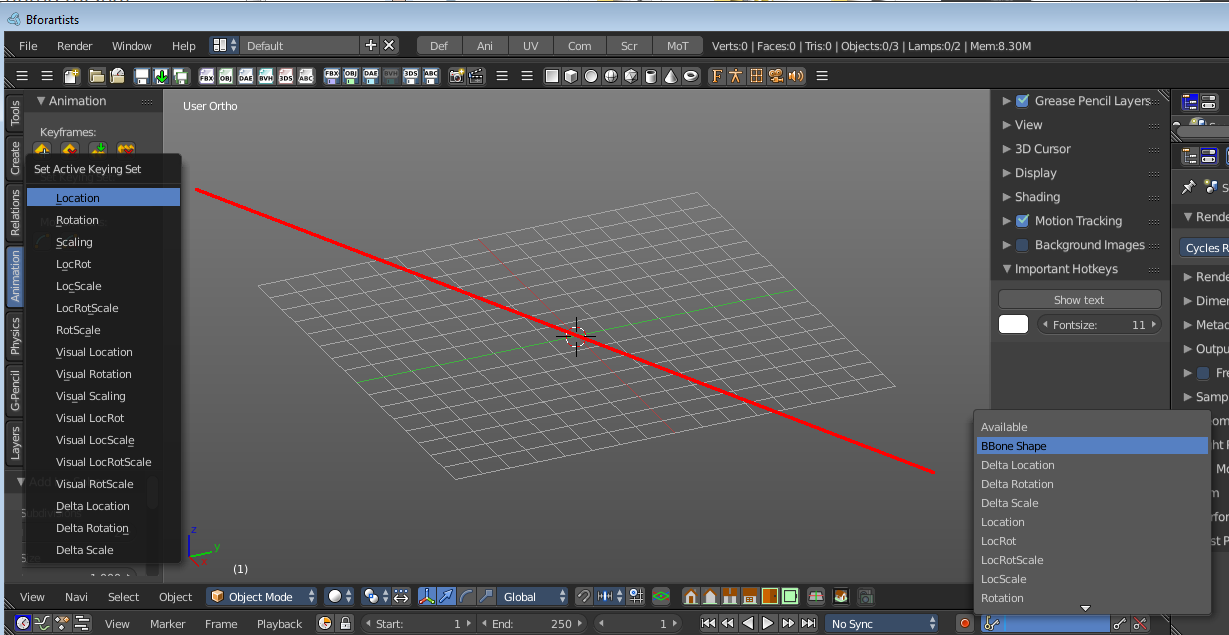 Bforartists
File Render Window Help Default Def Ani UV Com Scr MoT Verts:0 | Faces:0 | Tris:0 | Objects:0/3 | Lamps:0/2 | Mem:8.30M
FBX OBJ DAE BVH 3DS ABC FBX OBJ DAE BVH 3DS ABC
Tools
Create
Relations
Animation
Physics
G-Pencil
Layers
Animation
Keyframes:
Set Active Keying Set
Location
Rotation
Scaling
LocRot
LocScale
LocRotScale
RotScale
Visual Location
Visual Rotation
Visual Scaling
Visual LocRot
Visual LocScale
Visual LocRotScale
Visual RotScale
Delta Location
Delta Rotation
Delta Scale
User Ortho
z
y
x
(1)
Grease Pencil Layers
View
3D Cursor
Display
Shading
Motion Tracking
Background Images
Important Hotkeys
Show text
Fontsize: 11
S
Rende
Cycles R
Rende
Dimen
Metad
Outpu
Fre
Samp
Available
BBone Shape
Delta Location
Delta Rotation
Delta Scale
Location
LocRot
LocRotScale
LocScale
Rotation
View Navi Select Object Object Mode Global
View Marker Frame Playback Start: 1 End: 250 1 No Sync